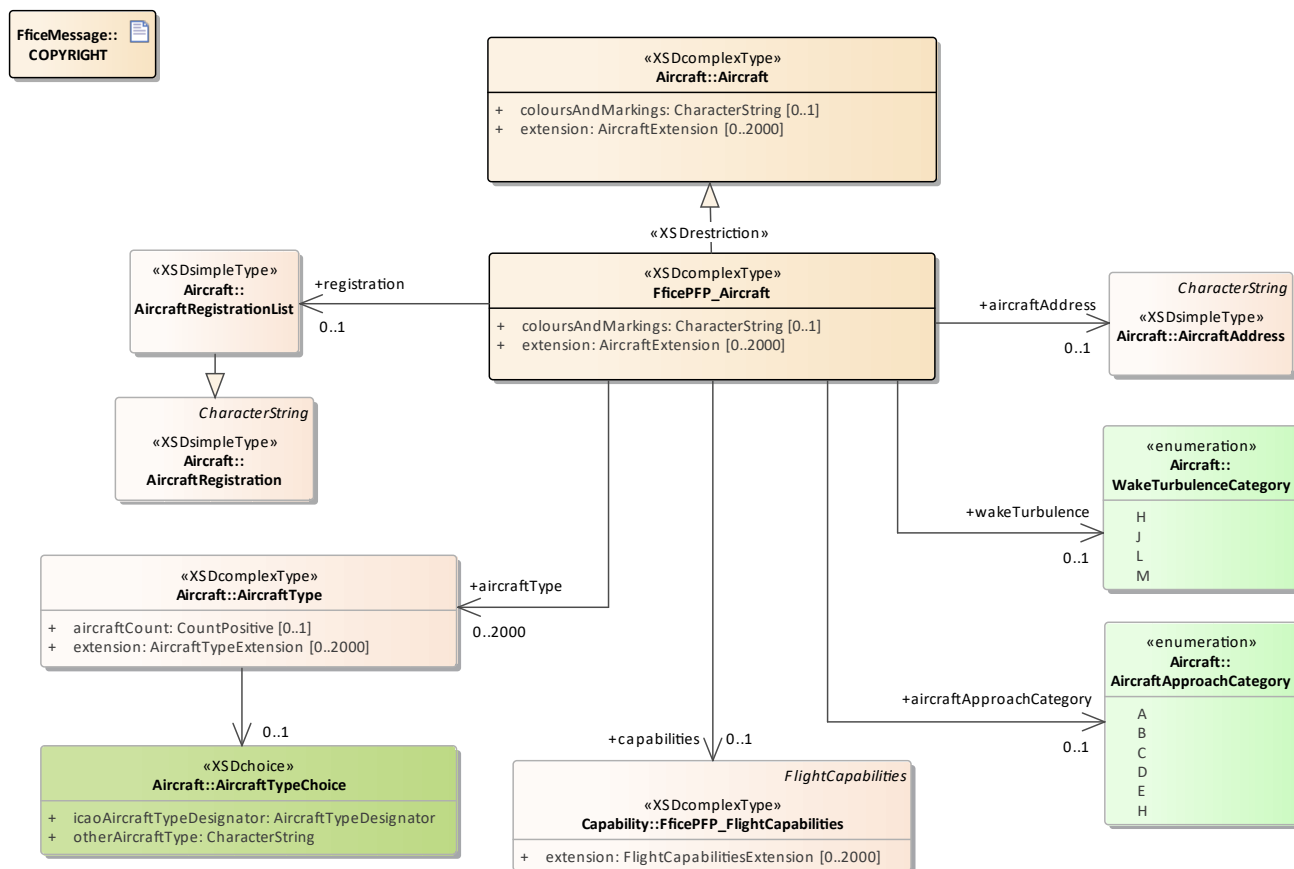 FficeMessage::
COPYRIGHT
«XSDcomplexType»
Aircraft::Aircraft
+ coloursAndMarkings: CharacterString [0..1]
+ extension: AircraftExtension [0..2000]
«XSDrestriction»
«XSDsimpleType»
Aircraft::
AircraftRegistrationList
+registration
0..1
«XSDcomplexType»
FficePFP_Aircraft
+ coloursAndMarkings: CharacterString [0..1]
+ extension: AircraftExtension [0..2000]
+aircraftAddress
0..1
CharacterString
«XSDsimpleType»
Aircraft::AircraftAddress
CharacterString
«XSDsimpleType»
Aircraft::
AircraftRegistration
«enumeration»
Aircraft::
WakeTurbulenceCategory
H
J
L
M
+wakeTurbulence
0..1
«XSDcomplexType»
Aircraft::AircraftType
+ aircraftCount: CountPositive [0..1]
+ extension: AircraftTypeExtension [0..2000]
+aircraftType
0..2000
«enumeration»
Aircraft::
AircraftApproachCategory
A
B
C
D
E
H
+aircraftApproachCategory
0..1
0..1
«XSDchoice»
Aircraft::AircraftTypeChoice
+ icaoAircraftTypeDesignator: AircraftTypeDesignator
+ otherAircraftType: CharacterString
+capabilities
0..1
FlightCapabilities
«XSDcomplexType»
Capability::FficePFP_FlightCapabilities
+ extension: FlightCapabilitiesExtension [0..2000]